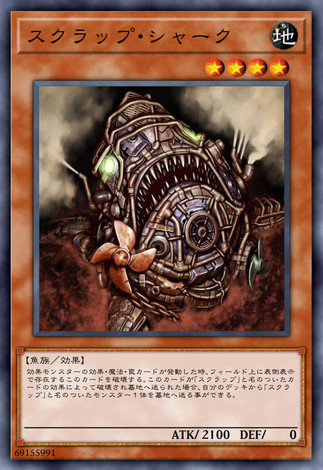 スクラップ・シャーク
地
【魚族／効果】
効果モンスターの効果・魔法・罠カードが発動した時、フィールド上に表側表示
で存在するこのカードを破壊する。このカードが「スクラップ」と名のついたカ
ードの効果によって破壊され墓地へ送られた場合、自分のデッキから「スクラッ
プ」と名のついたモンスター１体を墓地へ送る事ができる。
ATK/ 2100 DEF/ 0
69155991